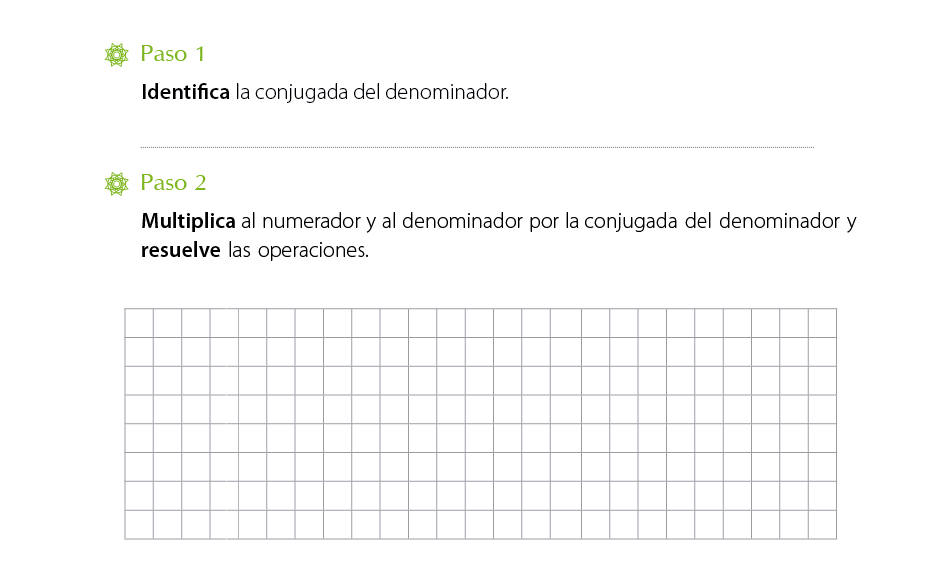 Paso 1
Identifica la conjugada del denominador.
Paso 2
Multiplica al numerador y al denominador por la conjugada del denominador y
resuelve las operaciones.